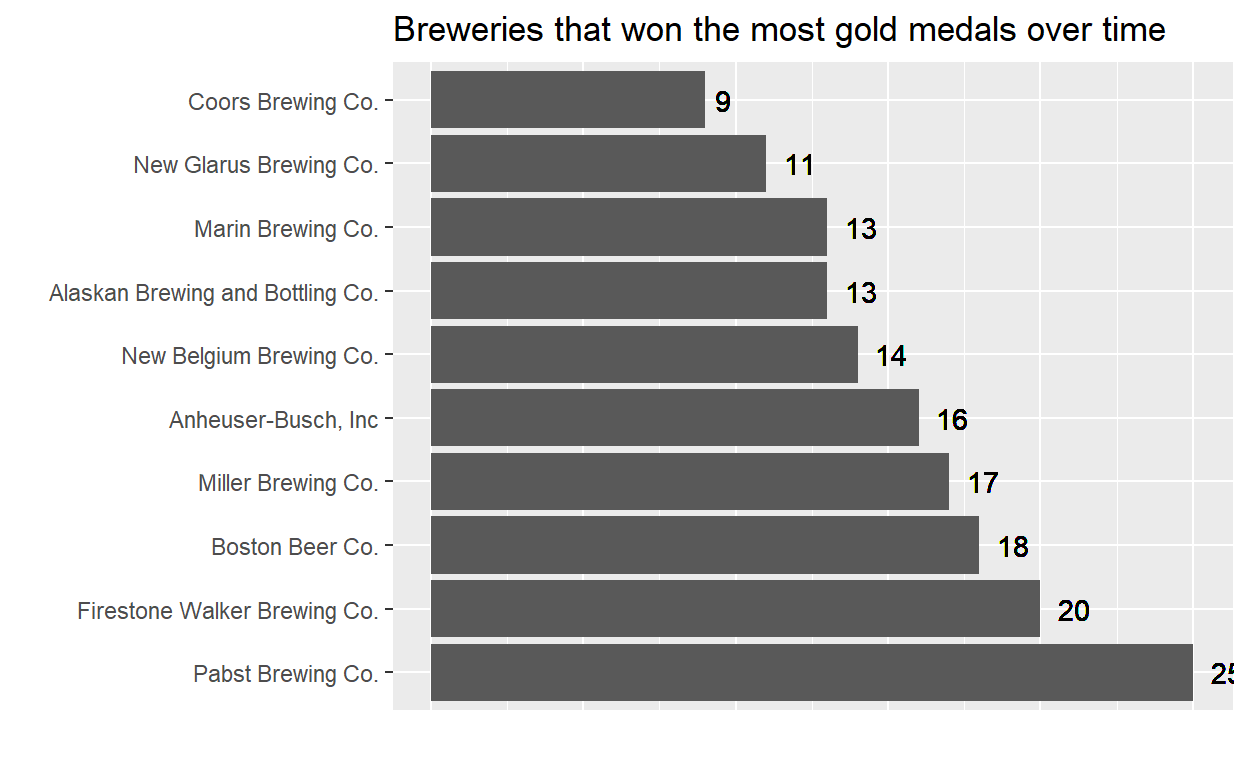 Breweries that won the most gold medals over time
Coors Brewing Co. 9
New Glarus Brewing Co. 11
Marin Brewing Co. 13
Alaskan Brewing and Bottling Co. 13
New Belgium Brewing Co. 14
Anheuser-Busch, Inc 16
Miller Brewing Co. 17
Boston Beer Co. 18
Firestone Walker Brewing Co. 20
Pabst Brewing Co. 25